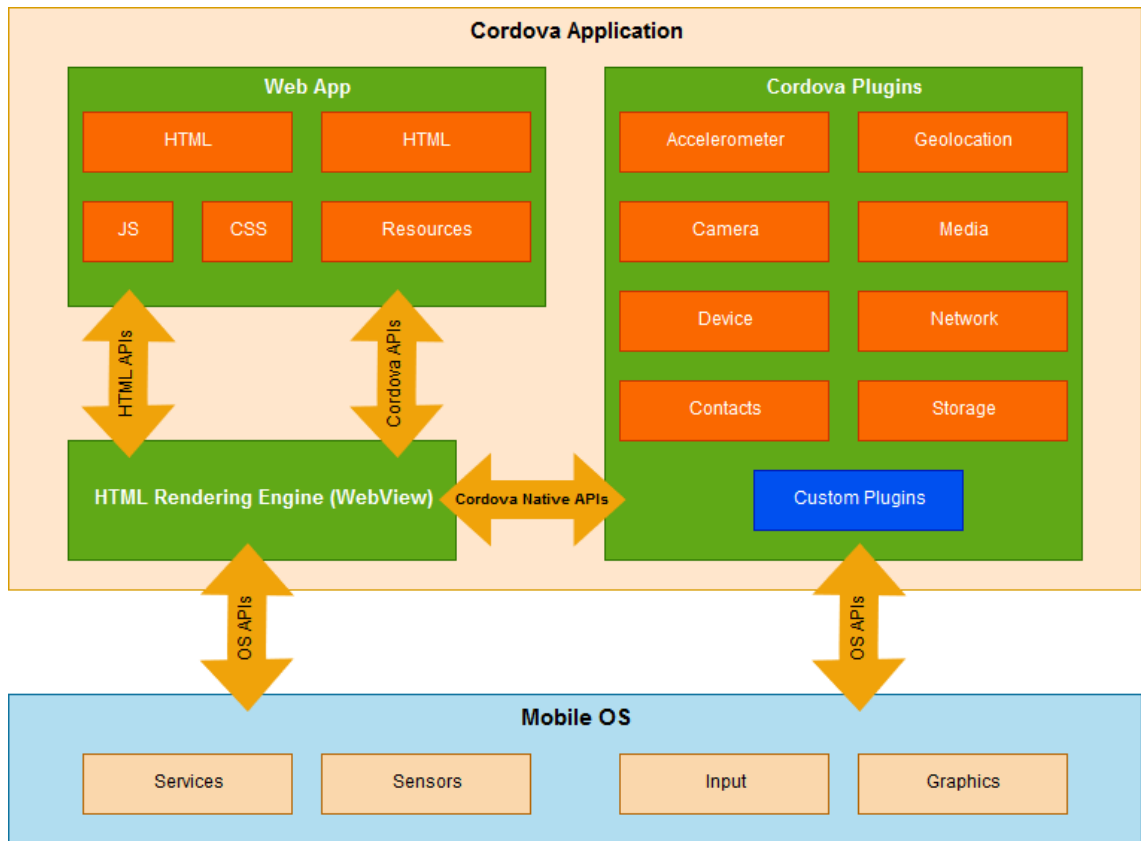 Cordova Application
Web App
HTML
HTML
JS
CSS
Resources
HTML APIs
Cordova APIs
HTML Rendering Engine (WebView)
Cordova Native APIs
Cordova Plugins
Accelerometer
Geolocation
Camera
Media
Device
Network
Contacts
Storage
Custom Plugins
OS APIs
OS APIs
Mobile OS
Services
Sensors
Input
Graphics